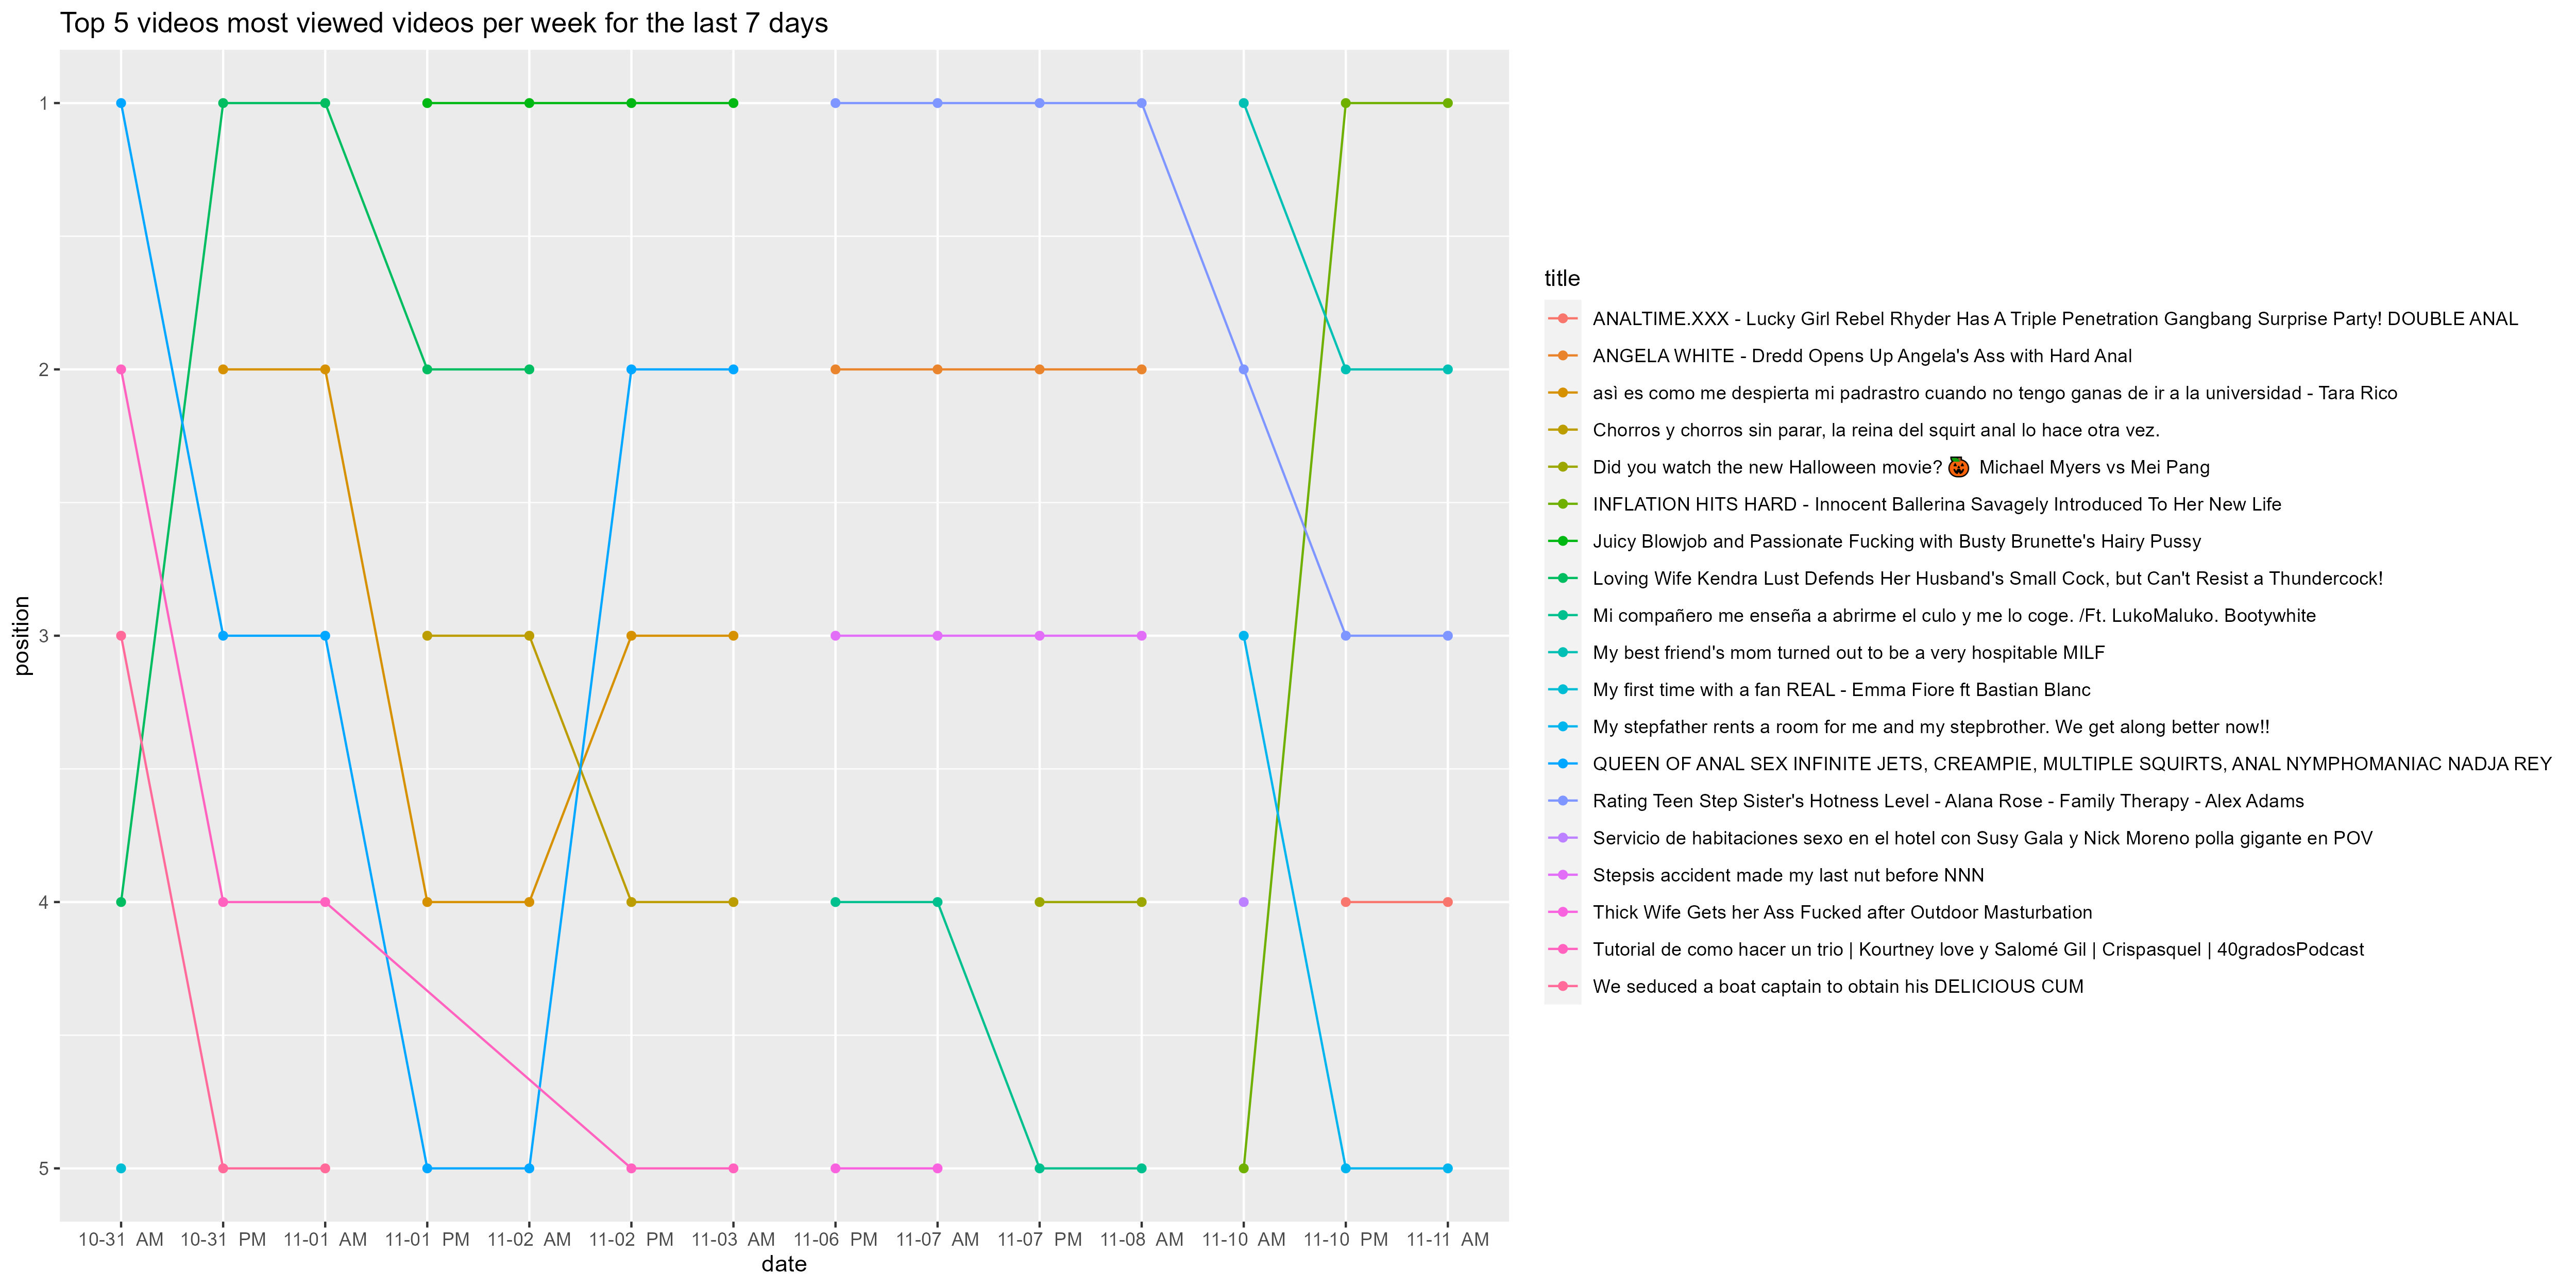 Top 5 videos most viewed videos per week for the last 7 days
position
1
2
3
4
5
10-31 AM 10-31 PM 11-01 AM 11-01 PM 11-02 AM 11-02 PM 11-03 AM 11-06 PM 11-07 AM 11-07 PM 11-08 AM 11-10 AM 11-10 PM 11-11 AM
date
title
ANALTIME.XXX - Lucky Girl Rebel Rhyder Has A Triple Penetration Gangbang Surprise Party! DOUBLE ANAL
ANGELA WHITE - Dredd Opens Up Angela's Ass with Hard Anal
asì es como me despierta mi padrastro cuando no tengo ganas de ir a la universidad - Tara Rico
Chorros y chorros sin parar, la reina del squirt anal lo hace otra vez.
Did you watch the new Halloween movie? 🎃 Michael Myers vs Mei Pang
INFLATION HITS HARD - Innocent Ballerina Savagely Introduced To Her New Life
Juicy Blowjob and Passionate Fucking with Busty Brunette's Hairy Pussy
Loving Wife Kendra Lust Defends Her Husband's Small Cock, but Can't Resist a Thundercock!
Mi compañero me enseña a abrirme el culo y me lo coge. /Ft. LukoMaluko. Bootywhite
My best friend's mom turned out to be a very hospitable MILF
My first time with a fan REAL - Emma Fiore ft Bastian Blanc
My stepfather rents a room for me and my stepbrother. We get along better now!!
QUEEN OF ANAL SEX INFINITE JETS, CREAMPIE, MULTIPLE SQUIRTS, ANAL NYMPHOMANIAC NADJA REY
Rating Teen Step Sister's Hotness Level - Alana Rose - Family Therapy - Alex Adams
Servicio de habitaciones sexo en el hotel con Susy Gala y Nick Moreno polla gigante en POV
Stepsis accident made my last nut before NNN
Thick Wife Gets her Ass Fucked after Outdoor Masturbation
Tutorial de como hacer un trio | Kourtney love y Salomé Gil | Crispasquel | 40gradosPodcast
We seduced a boat captain to obtain his DELICIOUS CUM